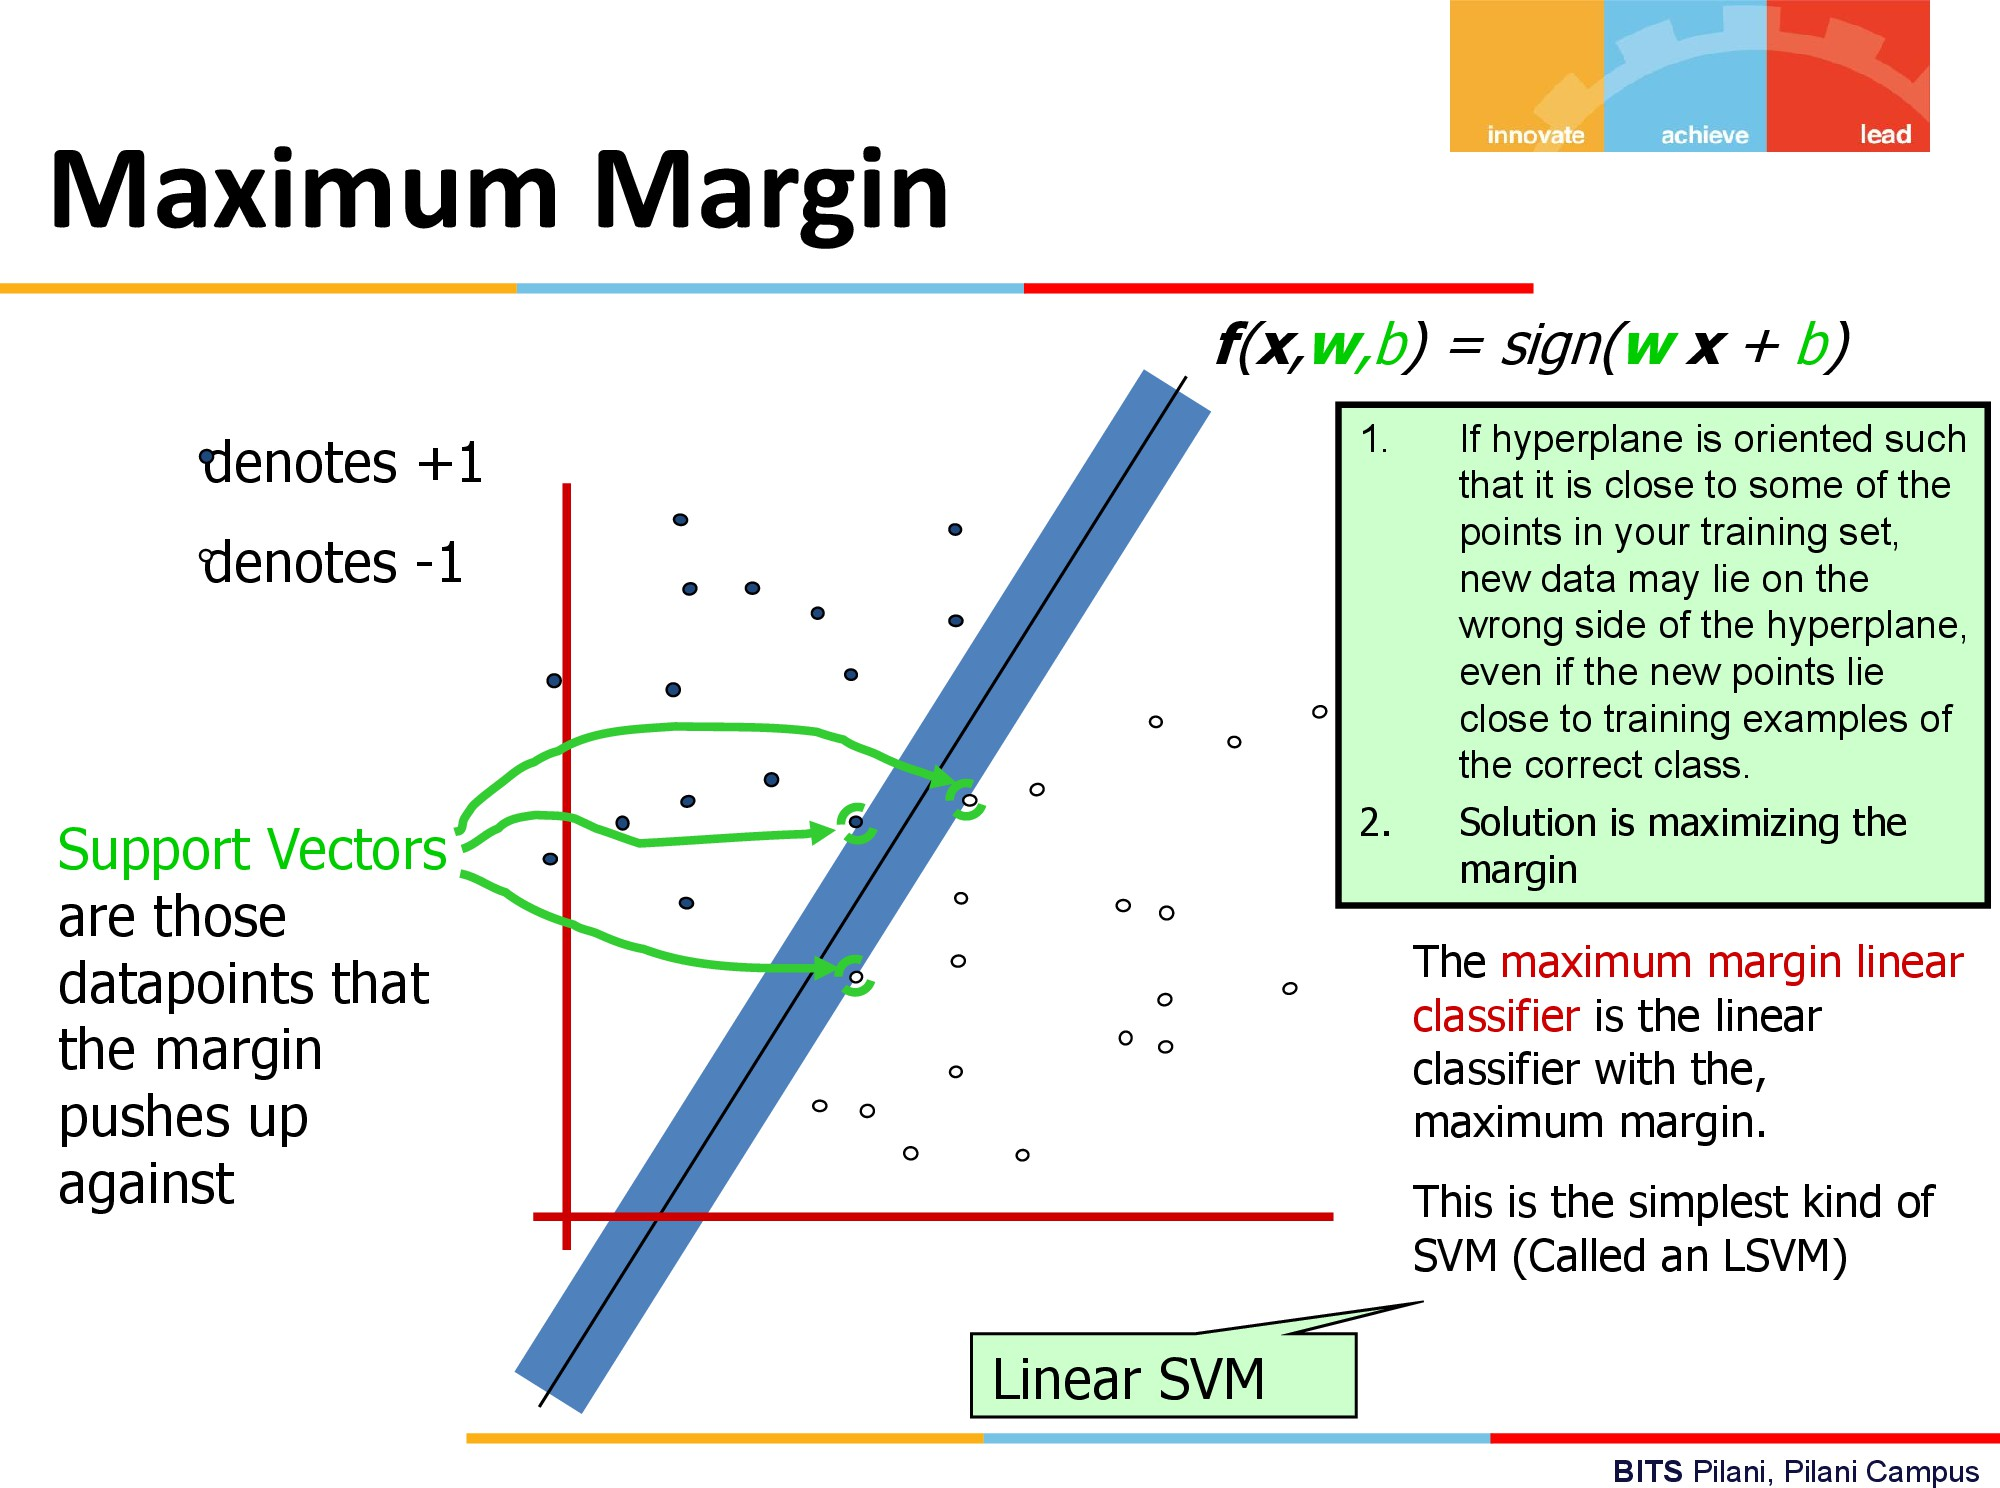 innovate achieve lead
Maximum Margin
f(x,w,b) = sign(w x + b)
denotes +1
denotes -1
Support Vectors
are those
datapoints that
the margin
pushes up
against
1. If hyperplane is oriented such
that it is close to some of the
points in your training set,
new data may lie on the
wrong side of the hyperplane,
even if the new points lie
close to training examples of
the correct class.
2. Solution is maximizing the
margin
The maximum margin linear
classifier is the linear
classifier with the,
maximum margin.
This is the simplest kind of
SVM (Called an LSVM)
Linear SVM
BITS Pilani, Pilani Campus